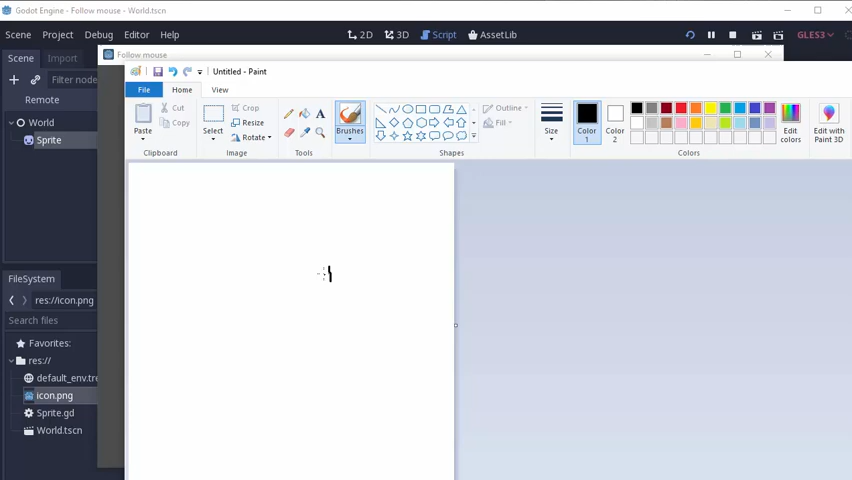 Godot Engine - World.tscn
Scene Project Debug Editor Help 2D 3D Script AssetLib GLES3
Scene Import
Follow mouse
Filter node
Remote
World
Sprite
Untitled - Paint
File Home View
Paste
Cut
Copy
Clipboard
Select
Crop
Resize
Rotate
Image
A
Tools
Brushes
Shapes
Outline
Fill
Size
Color 1
Color 2
Colors
Edit colors
Edit with Paint 3D
FileSystem
res://icon.png
Search files
Favorites:
res://
default_env.tre
icon.png
Sprite.gd
World.tscn